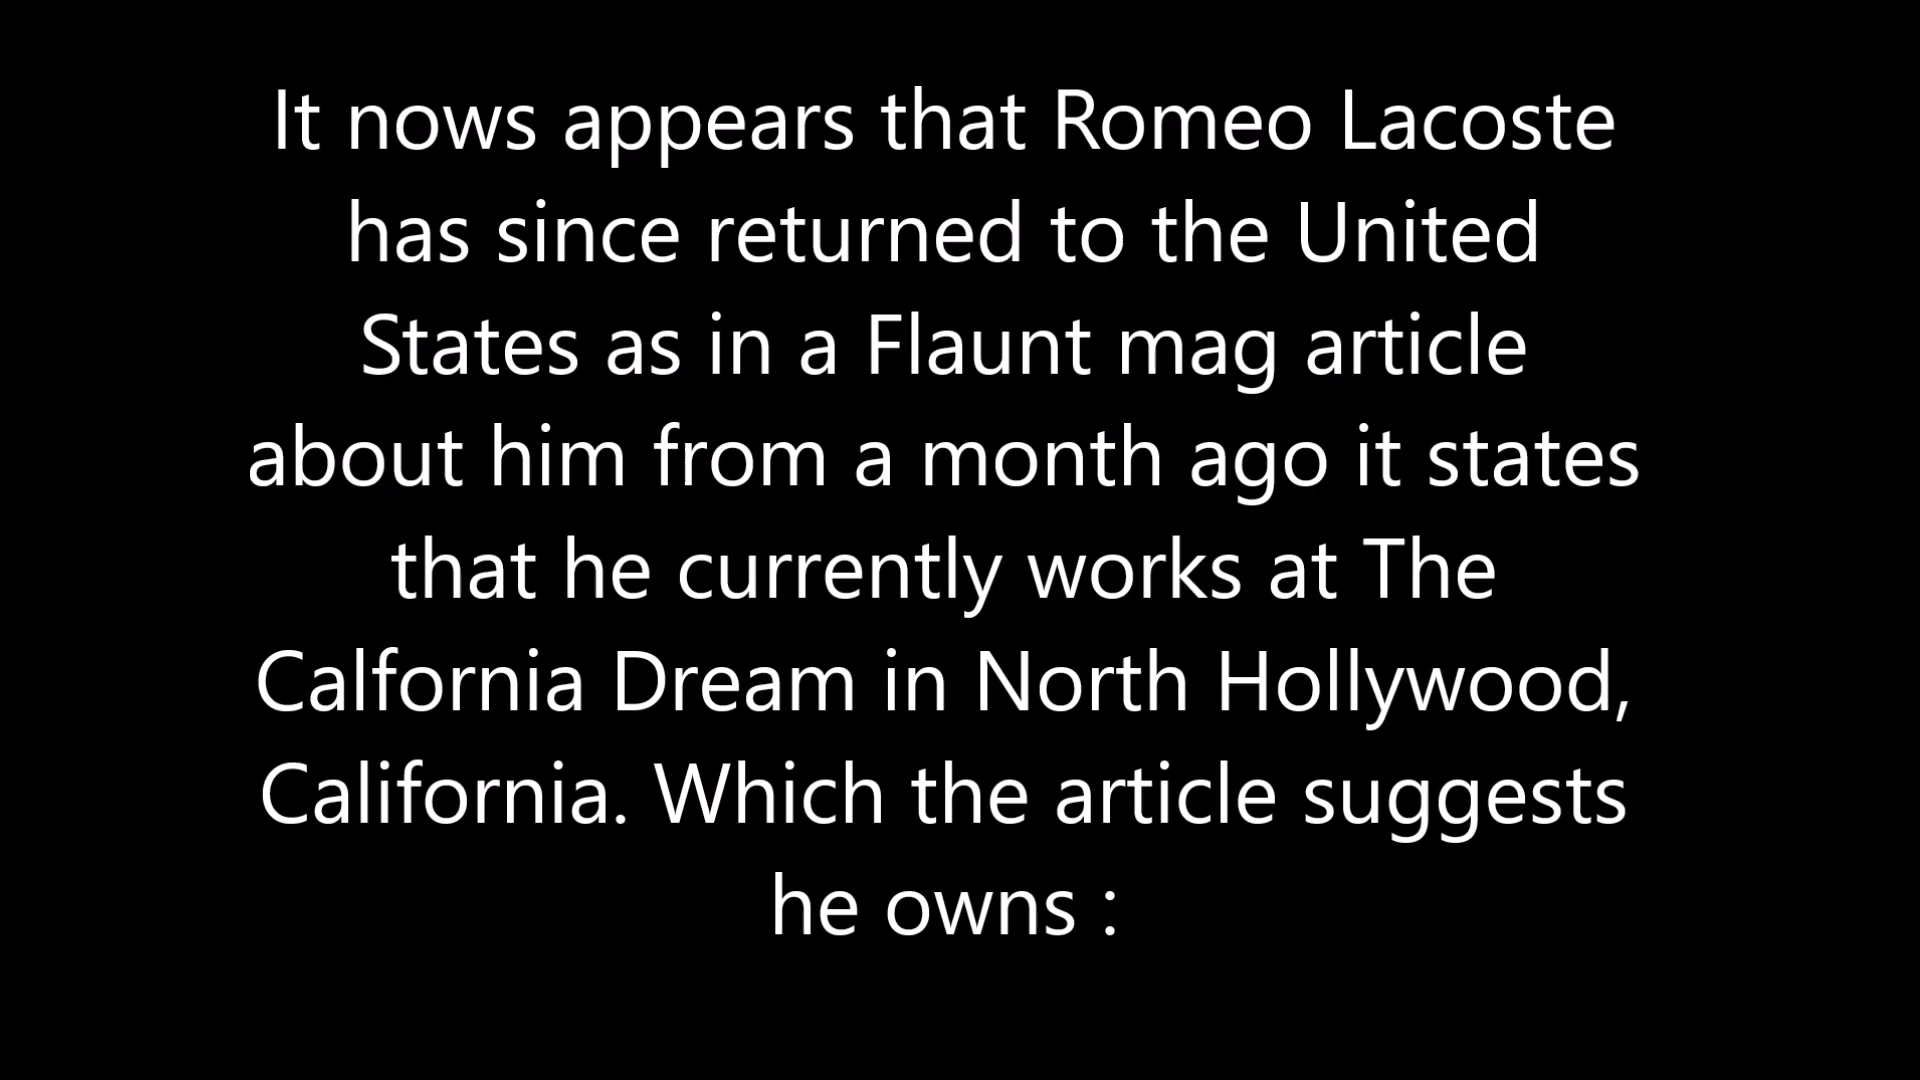 It nows appears that Romeo Lacoste
has since returned to the United
States as in a Flaunt mag article
about him from a month ago it states
that he currently works at The
Calfornia Dream in North Hollywood,
California. Which the article suggests
he owns :